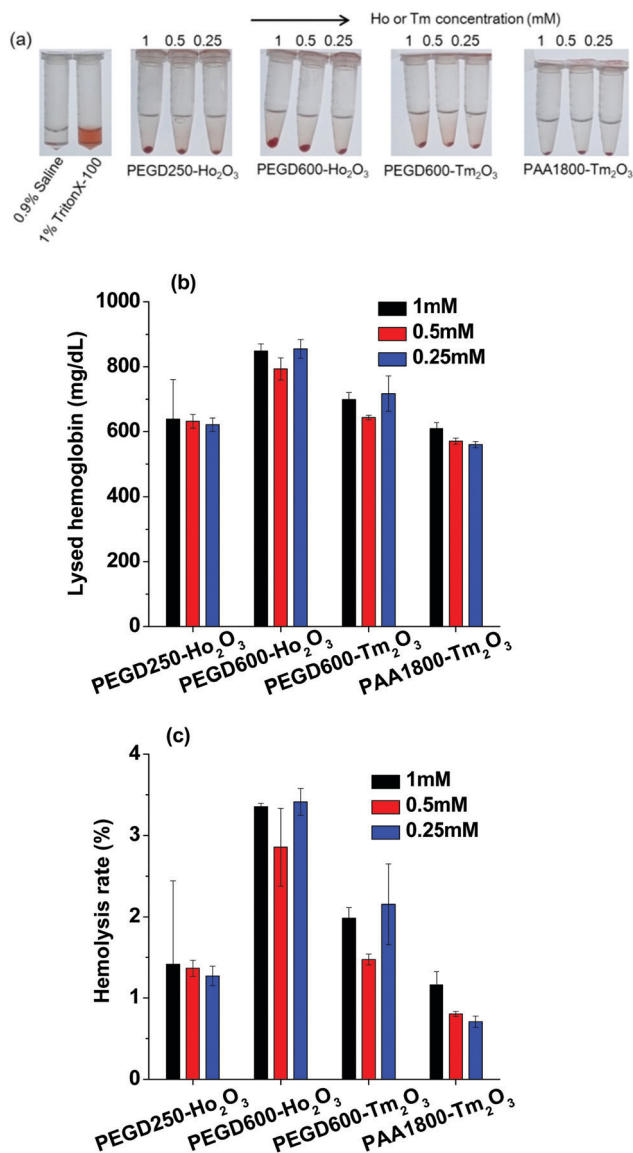 Ho or Tm concentration (mM)
(a)
1 0.5 0.25
1 0.5 0.25
1 0.5 0.25
1 0.5 0.25
0.9% Saline
1% TritonX-100
PEGD250-Ho₂O₃
PEGD600-Ho₂O₃
PEGD600-Tm₂O₃
PAA1800-Tm₂O₃
(b)
1000
800
600
400
200
0
Lysed hemoglobin (mg/dL)
1mM
0.5mM
0.25mM
PEGD250-Ho₂O₃
PEGD600-Ho₂O₃
PEGD600-Tm₂O₃
PAA1800-Tm₂O₃
(c)
4
3
2
1
0
Hemolysis rate (%)
1mM
0.5mM
0.25mM
PEGD250-Ho₂O₃
PEGD600-Ho₂O₃
PEGD600-Tm₂O₃
PAA1800-Tm₂O₃